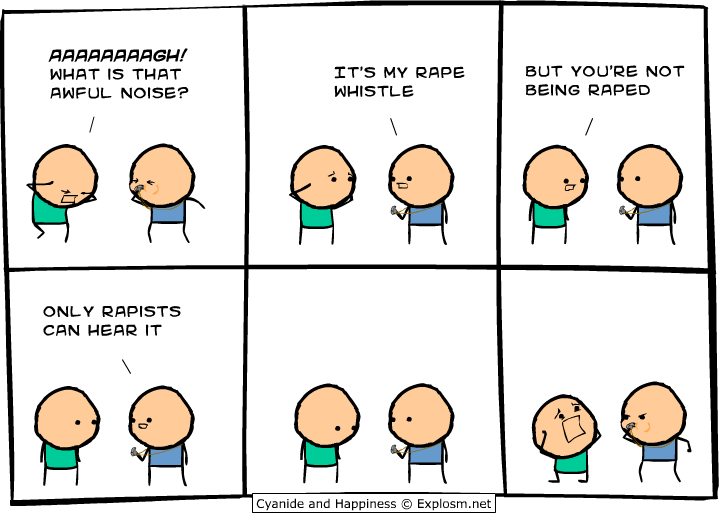 AAAAAAAAGH!
WHAT IS THAT
AWFUL NOISE?
IT'S MY RAPE
WHISTLE
BUT YOU'RE NOT
BEING RAPED
ONLY RAPISTS
CAN HEAR IT
Cyanide and Happiness © Explosm.net